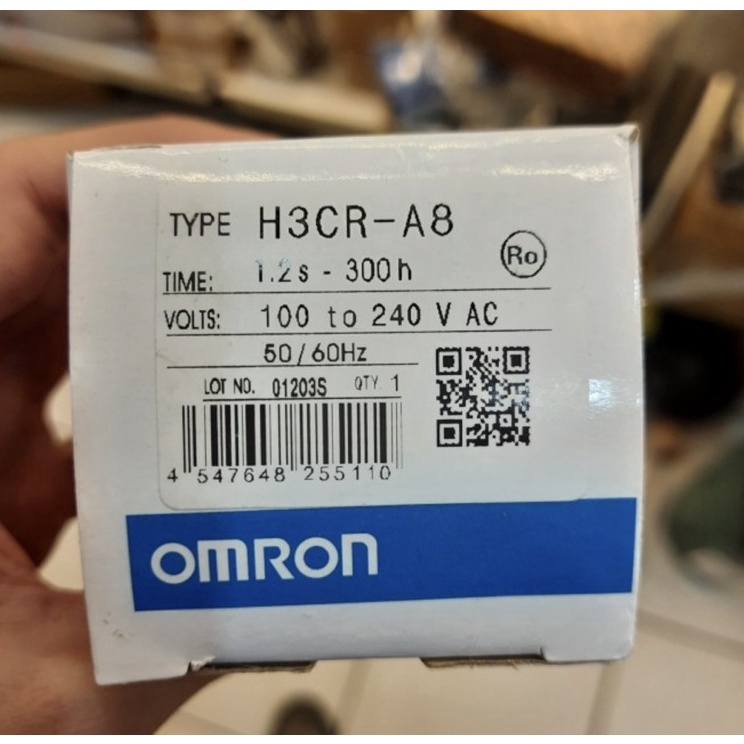 TYPE H3CR-A8
Ro
TIME: 1.2s - 300h
VOLTS: 100 to 240 V AC
50/60Hz
LOT NO. 01203S QTY. 1
4 547648 255110
OMRON